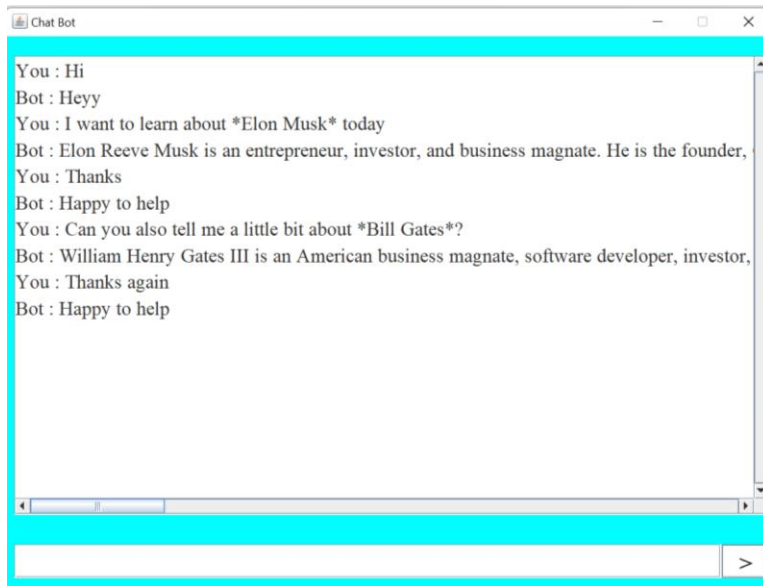 Chat Bot
You : Hi
Bot : Heyy
You : I want to learn about *Elon Musk* today
Bot : Elon Reeve Musk is an entrepreneur, investor, and business magnate. He is the founder,
You : Thanks
Bot : Happy to help
You : Can you also tell me a little bit about *Bill Gates*?
Bot : William Henry Gates III is an American business magnate, software developer, investor,
You : Thanks again
Bot : Happy to help
>